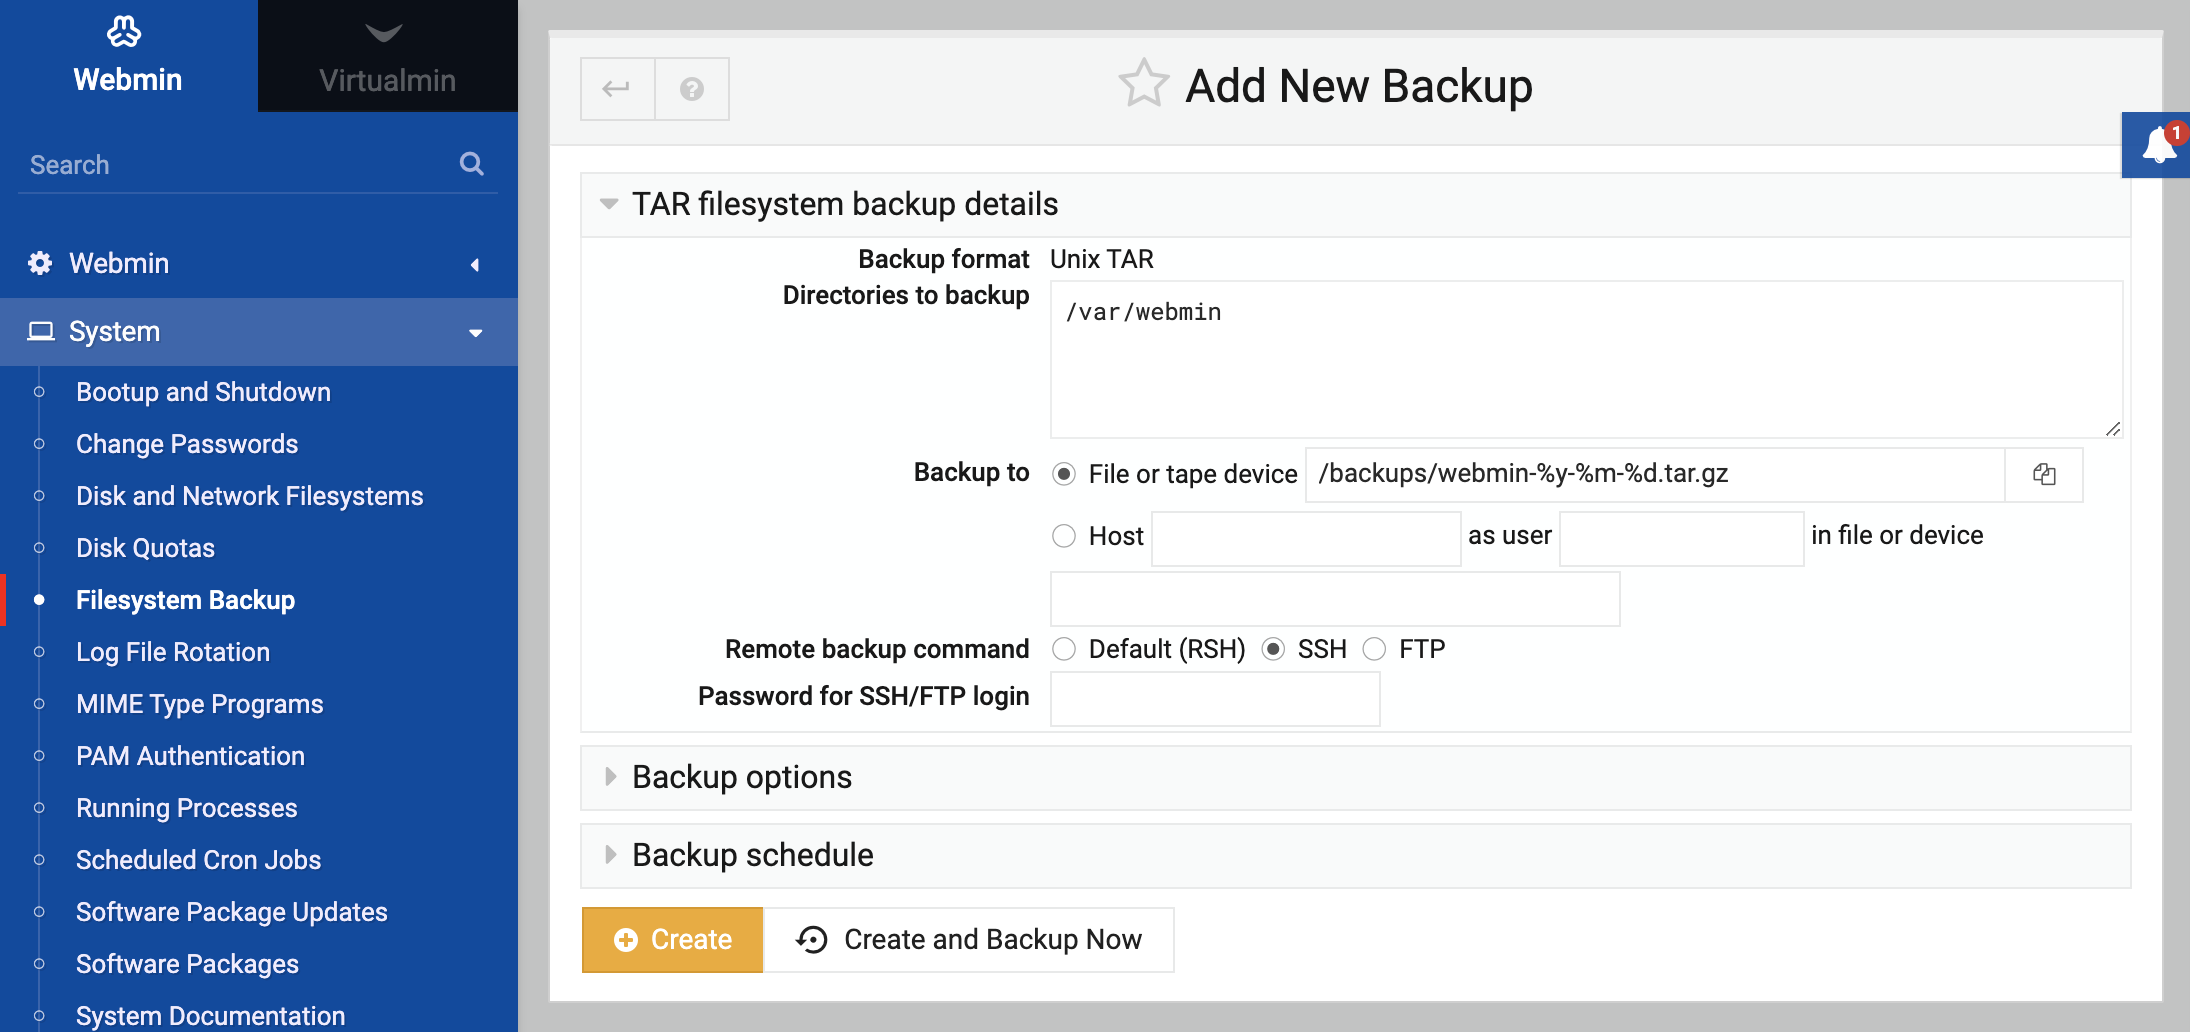 Webmin
Virtualmin
Search
Webmin
System
Bootup and Shutdown
Change Passwords
Disk and Network Filesystems
Disk Quotas
Filesystem Backup
Log File Rotation
MIME Type Programs
PAM Authentication
Running Processes
Scheduled Cron Jobs
Software Package Updates
Software Packages
System Documentation
Add New Backup
1
TAR filesystem backup details
Backup format Unix TAR
Directories to backup /var/webmin
Backup to File or tape device /backups/webmin-%y-%m-%d.tar.gz
Host as user in file or device
Remote backup command Default (RSH) SSH FTP
Password for SSH/FTP login
Backup options
Backup schedule
Create Create and Backup Now